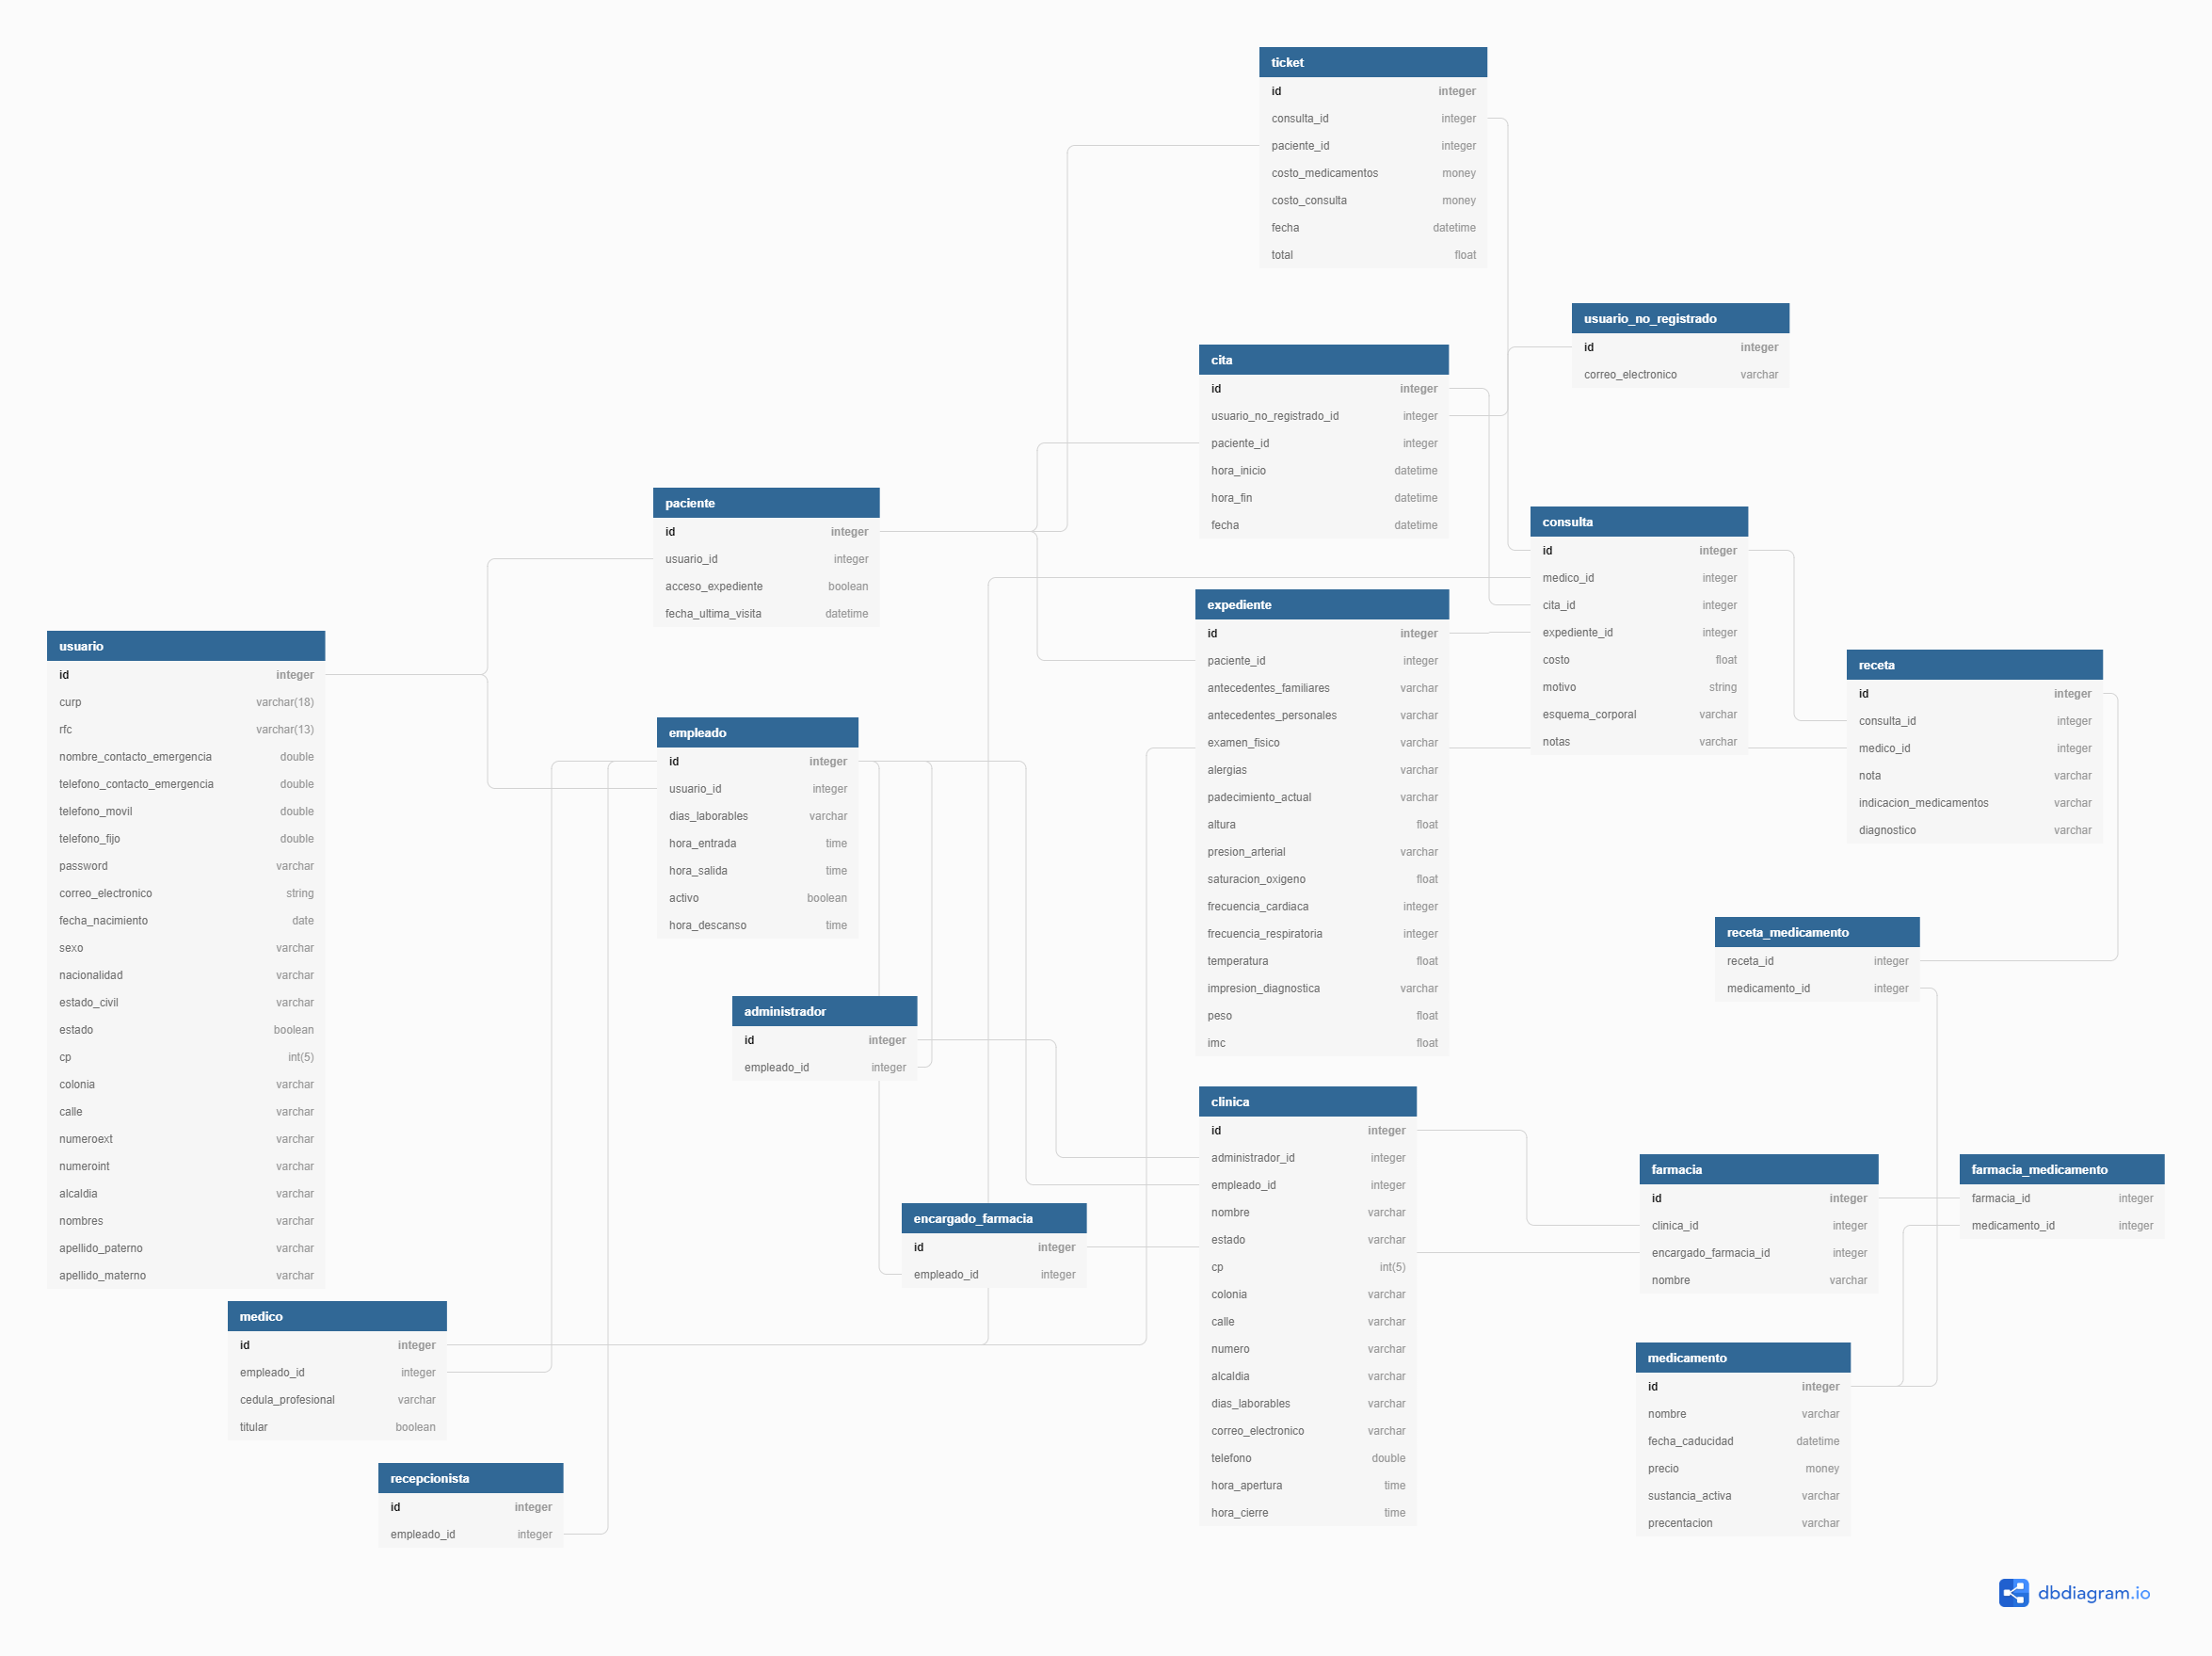 ticket
id integer
consulta_id integer
paciente_id integer
costo_medicamentos money
costo_consulta money
fecha datetime
total float
usuario_no_registrado
id integer
correo_electronico varchar
cita
id integer
usuario_no_registrado_id integer
paciente_id integer
hora_inicio datetime
hora_fin datetime
fecha datetime
paciente
id integer
usuario_id integer
acceso_expediente boolean
fecha_ultima_visita datetime
consulta
id integer
medico_id integer
cita_id integer
expediente_id integer
costo float
motivo string
esquema_corporal varchar
notas varchar
expediente
id integer
paciente_id integer
antecedentes_familiares varchar
antecedentes_personales varchar
examen_fisico varchar
alergias varchar
padecimiento_actual varchar
altura float
presion_arterial varchar
saturacion_oxigeno float
frecuencia_cardiaca integer
frecuencia_respiratoria integer
temperatura float
impresion_diagnostica varchar
peso float
imc float
usuario
id integer
curp varchar(18)
rfc varchar(13)
nombre_contacto_emergencia double
telefono_contacto_emergencia double
telefono_movil double
telefono_fijo double
password varchar
correo_electronico string
fecha_nacimiento date
sexo varchar
nacionalidad varchar
estado_civil varchar
estado boolean
cp int(5)
colonia varchar
calle varchar
numeroext varchar
numeroint varchar
alcaldia varchar
nombres varchar
apellido_paterno varchar
apellido_materno varchar
receta
id integer
consulta_id integer
medico_id integer
nota varchar
indicacion_medicamentos varchar
diagnostico varchar
empleado
id integer
usuario_id integer
dias_laborables varchar
hora_entrada time
hora_salida time
activo boolean
hora_descanso time
receta_medicamento
receta_id integer
medicamento_id integer
administrador
id integer
empleado_id integer
clinica
id integer
administrador_id integer
empleado_id integer
nombre varchar
estado varchar
cp int(5)
colonia varchar
calle varchar
numero varchar
alcaldia varchar
dias_laborables varchar
correo_electronico varchar
telefono double
hora_apertura time
hora_cierre time
farmacia
id integer
clinica_id integer
encargado_farmacia_id integer
nombre varchar
farmacia_medicamento
farmacia_id integer
medicamento_id integer
encargado_farmacia
id integer
empleado_id integer
medico
id integer
empleado_id integer
cedula_profesional varchar
titular boolean
medicamento
id integer
nombre varchar
fecha_caducidad datetime
precio money
sustancia_activa varchar
precentacion varchar
recepcionista
id integer
empleado_id integer
dbdiagram.io